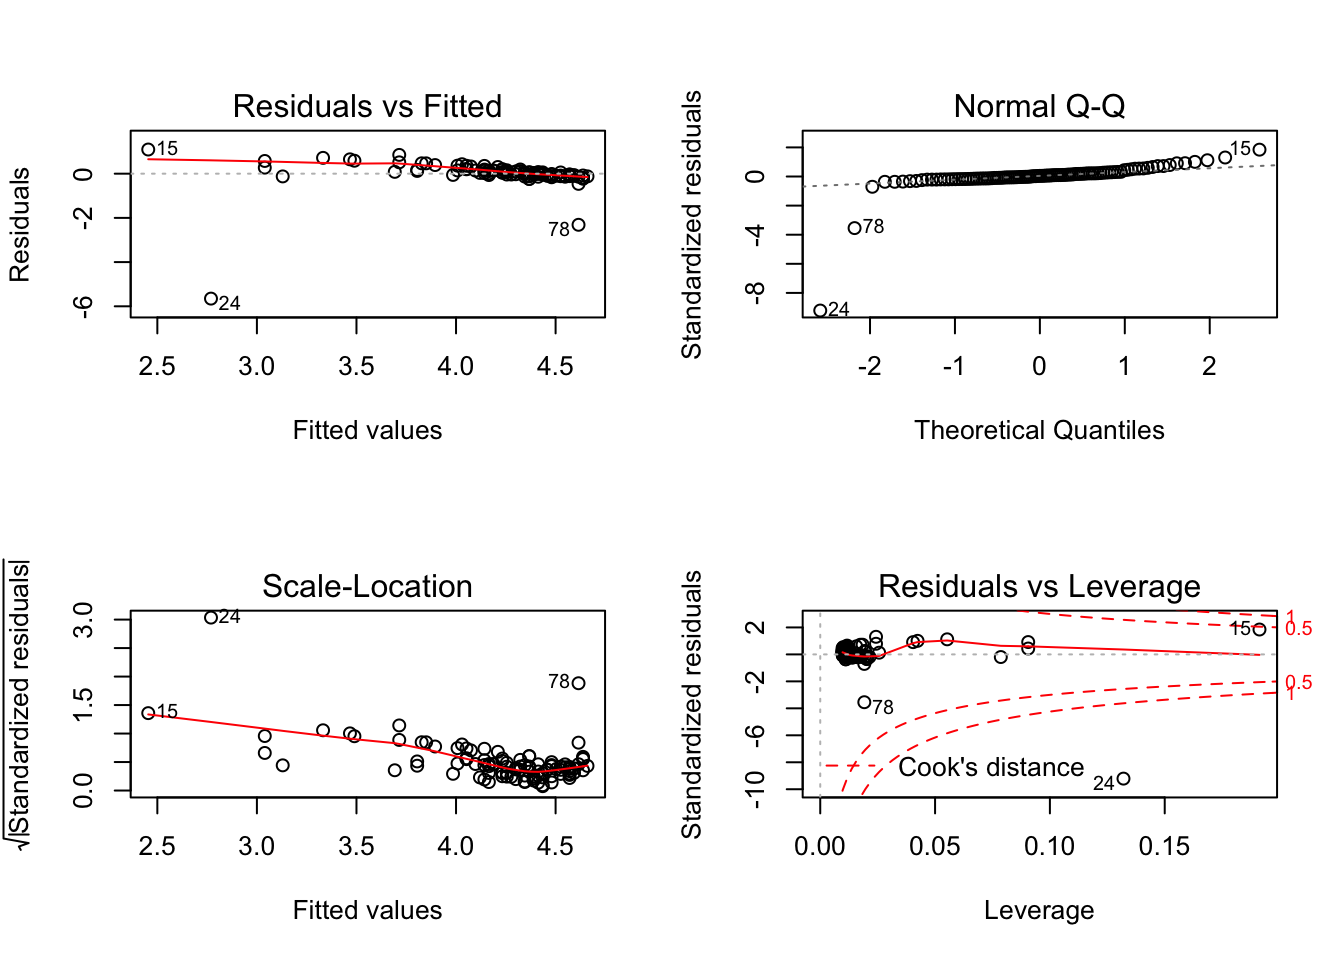 Residuals vs Fitted
Residuals
0
-2
-6
15
78
24
2.5 3.0 3.5 4.0 4.5
Fitted values
Normal Q-Q
Standardized residuals
0
-4
-8
15
78
24
-2 -1 0 1 2
Theoretical Quantiles
Scale-Location
√|Standardized residuals|
3.0
1.5
0.0
24
78
15
2.5 3.0 3.5 4.0 4.5
Fitted values
Residuals vs Leverage
Standardized residuals
2
-2
-6
-10
15
78
24
1
0.5
0.5
1
Cook's distance
0.00 0.05 0.10 0.15
Leverage